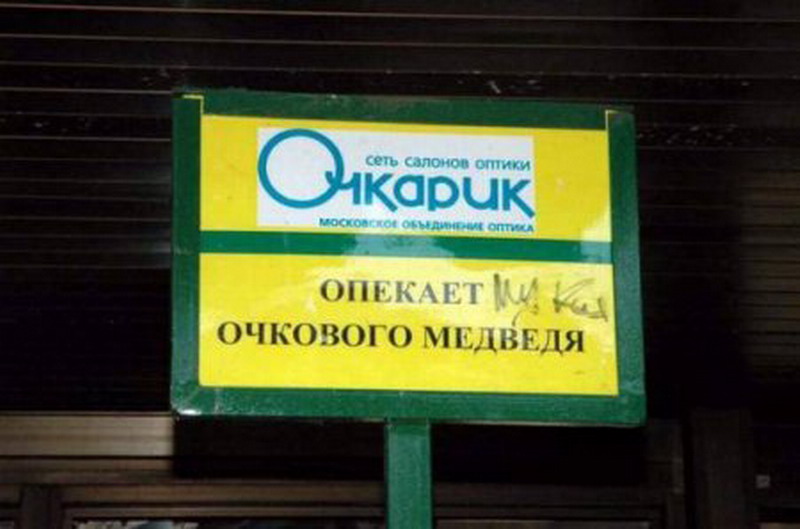 сеть салонов оптики
Очкарик
московское объединение оптика
ОПЕКАЕТ
ОЧКОВОГО МЕДВЕДЯ